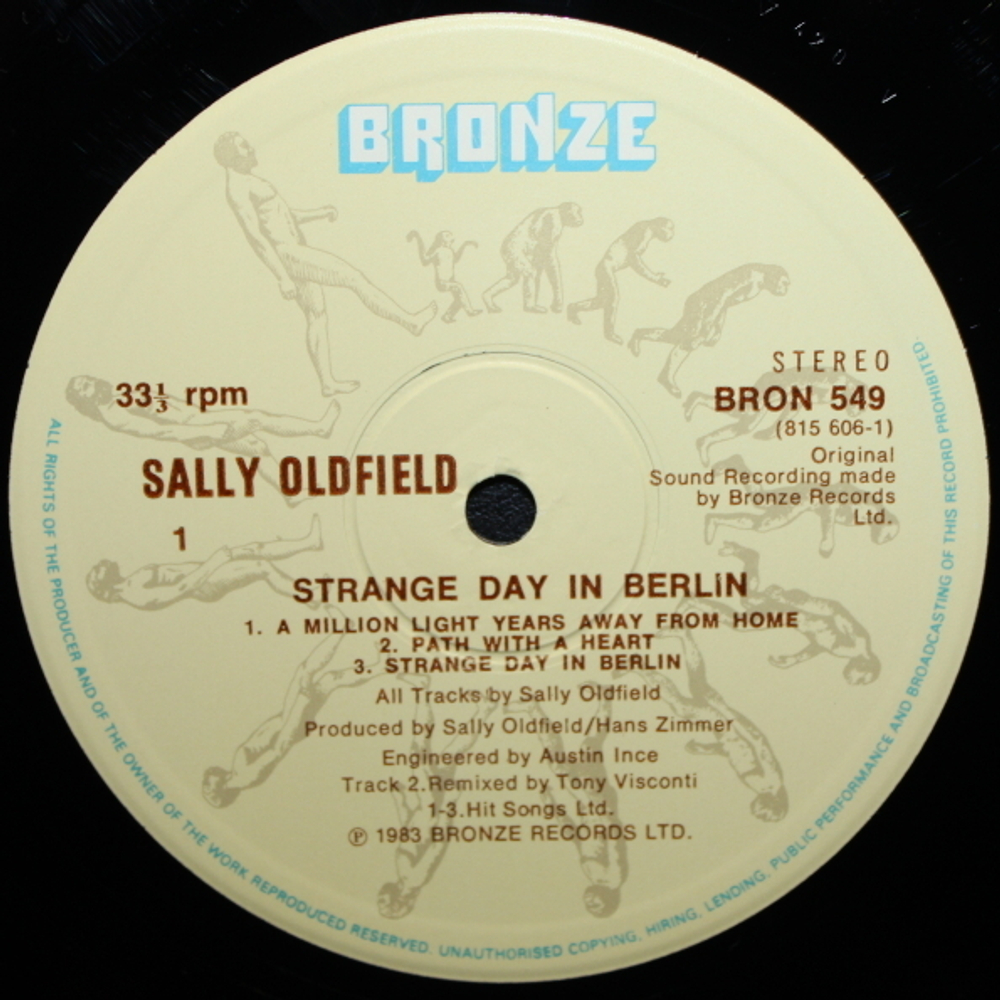 BRONZE
33⅓ rpm
STEREO
BRON 549
(815 606-1)
Original
Sound Recording made
by Bronze Records
Ltd.
SALLY OLDFIELD
1
STRANGE DAY IN BERLIN
1. A MILLION LIGHT YEARS AWAY FROM HOME
2. PATH WITH A HEART
3. STRANGE DAY IN BERLIN
All Tracks by Sally Oldfield
Produced by Sally Oldfield/Hans Zimmer
Engineered by Austin Ince
Track 2.Remixed by Tony Visconti
1-3.Hit Songs Ltd.
℗ 1983 BRONZE RECORDS LTD.
ALL RIGHTS OF THE PRODUCER AND OF THE OWNER OF THE WORK REPRODUCED RESERVED. UNAUTHORISED COPYING, HIRING, LENDING, PUBLIC PERFORMANCE AND BROADCASTING OF THIS RECORD PROHIBITED.